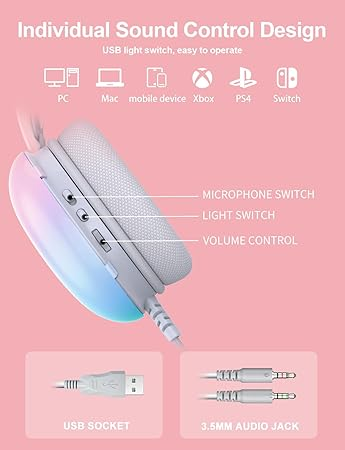 Individual Sound Control Design
USB light switch, easy to operate
PC Mac mobile device Xbox PS4 Switch
MICROPHONE SWITCH
LIGHT SWITCH
VOLUME CONTROL
USB SOCKET
3.5MM AUDIO JACK